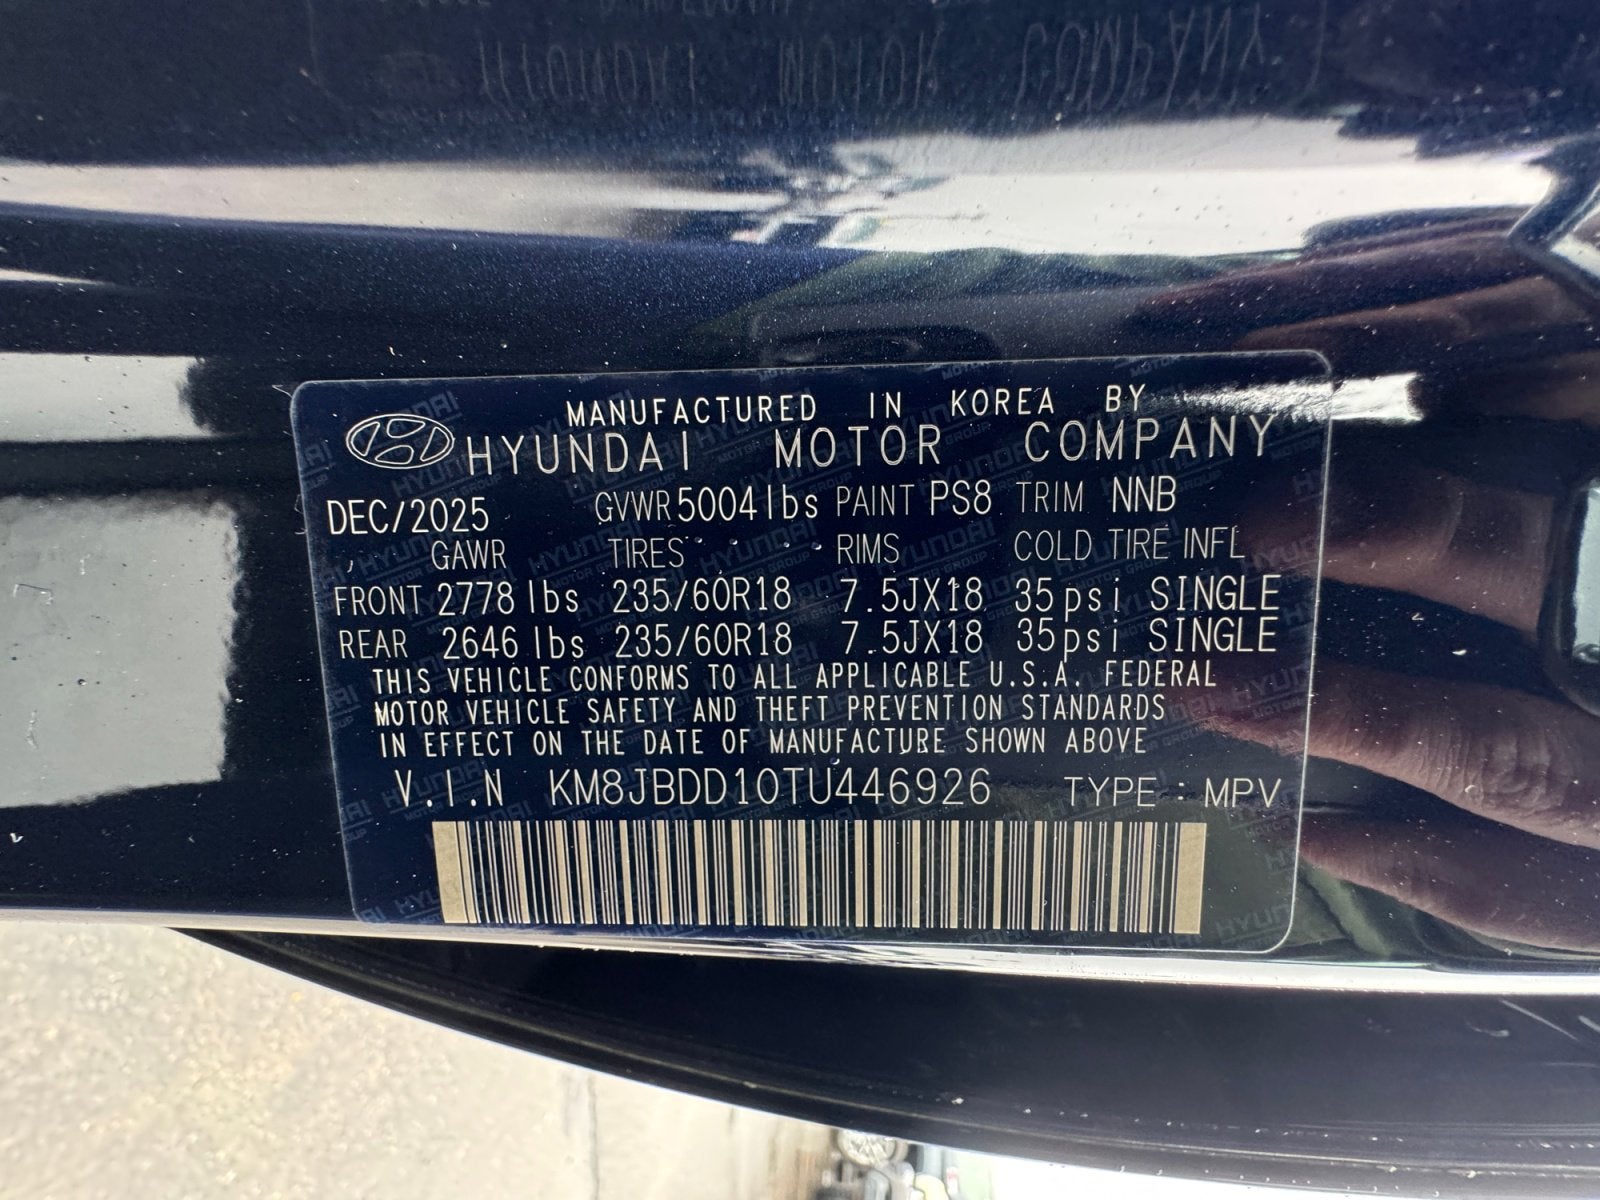 MANUFACTURED IN KOREA BY
HYUNDAI MOTOR COMPANY
DEC/2025 GVWR 5004lbs PAINT PS8 TRIM NNB
GAWR TIRES RIMS COLD TIRE INFL
FRONT 2778 lbs 235/60R18 7.5JX18 35psi SINGLE
REAR 2646 lbs 235/60R18 7.5JX18 35psi SINGLE
THIS VEHICLE CONFORMS TO ALL APPLICABLE U.S.A. FEDERAL
MOTOR VEHICLE SAFETY AND THEFT PREVENTION STANDARDS
IN EFFECT ON THE DATE OF MANUFACTURE SHOWN ABOVE
V.I.N KM8JBDD10TU446926 TYPE : MPV